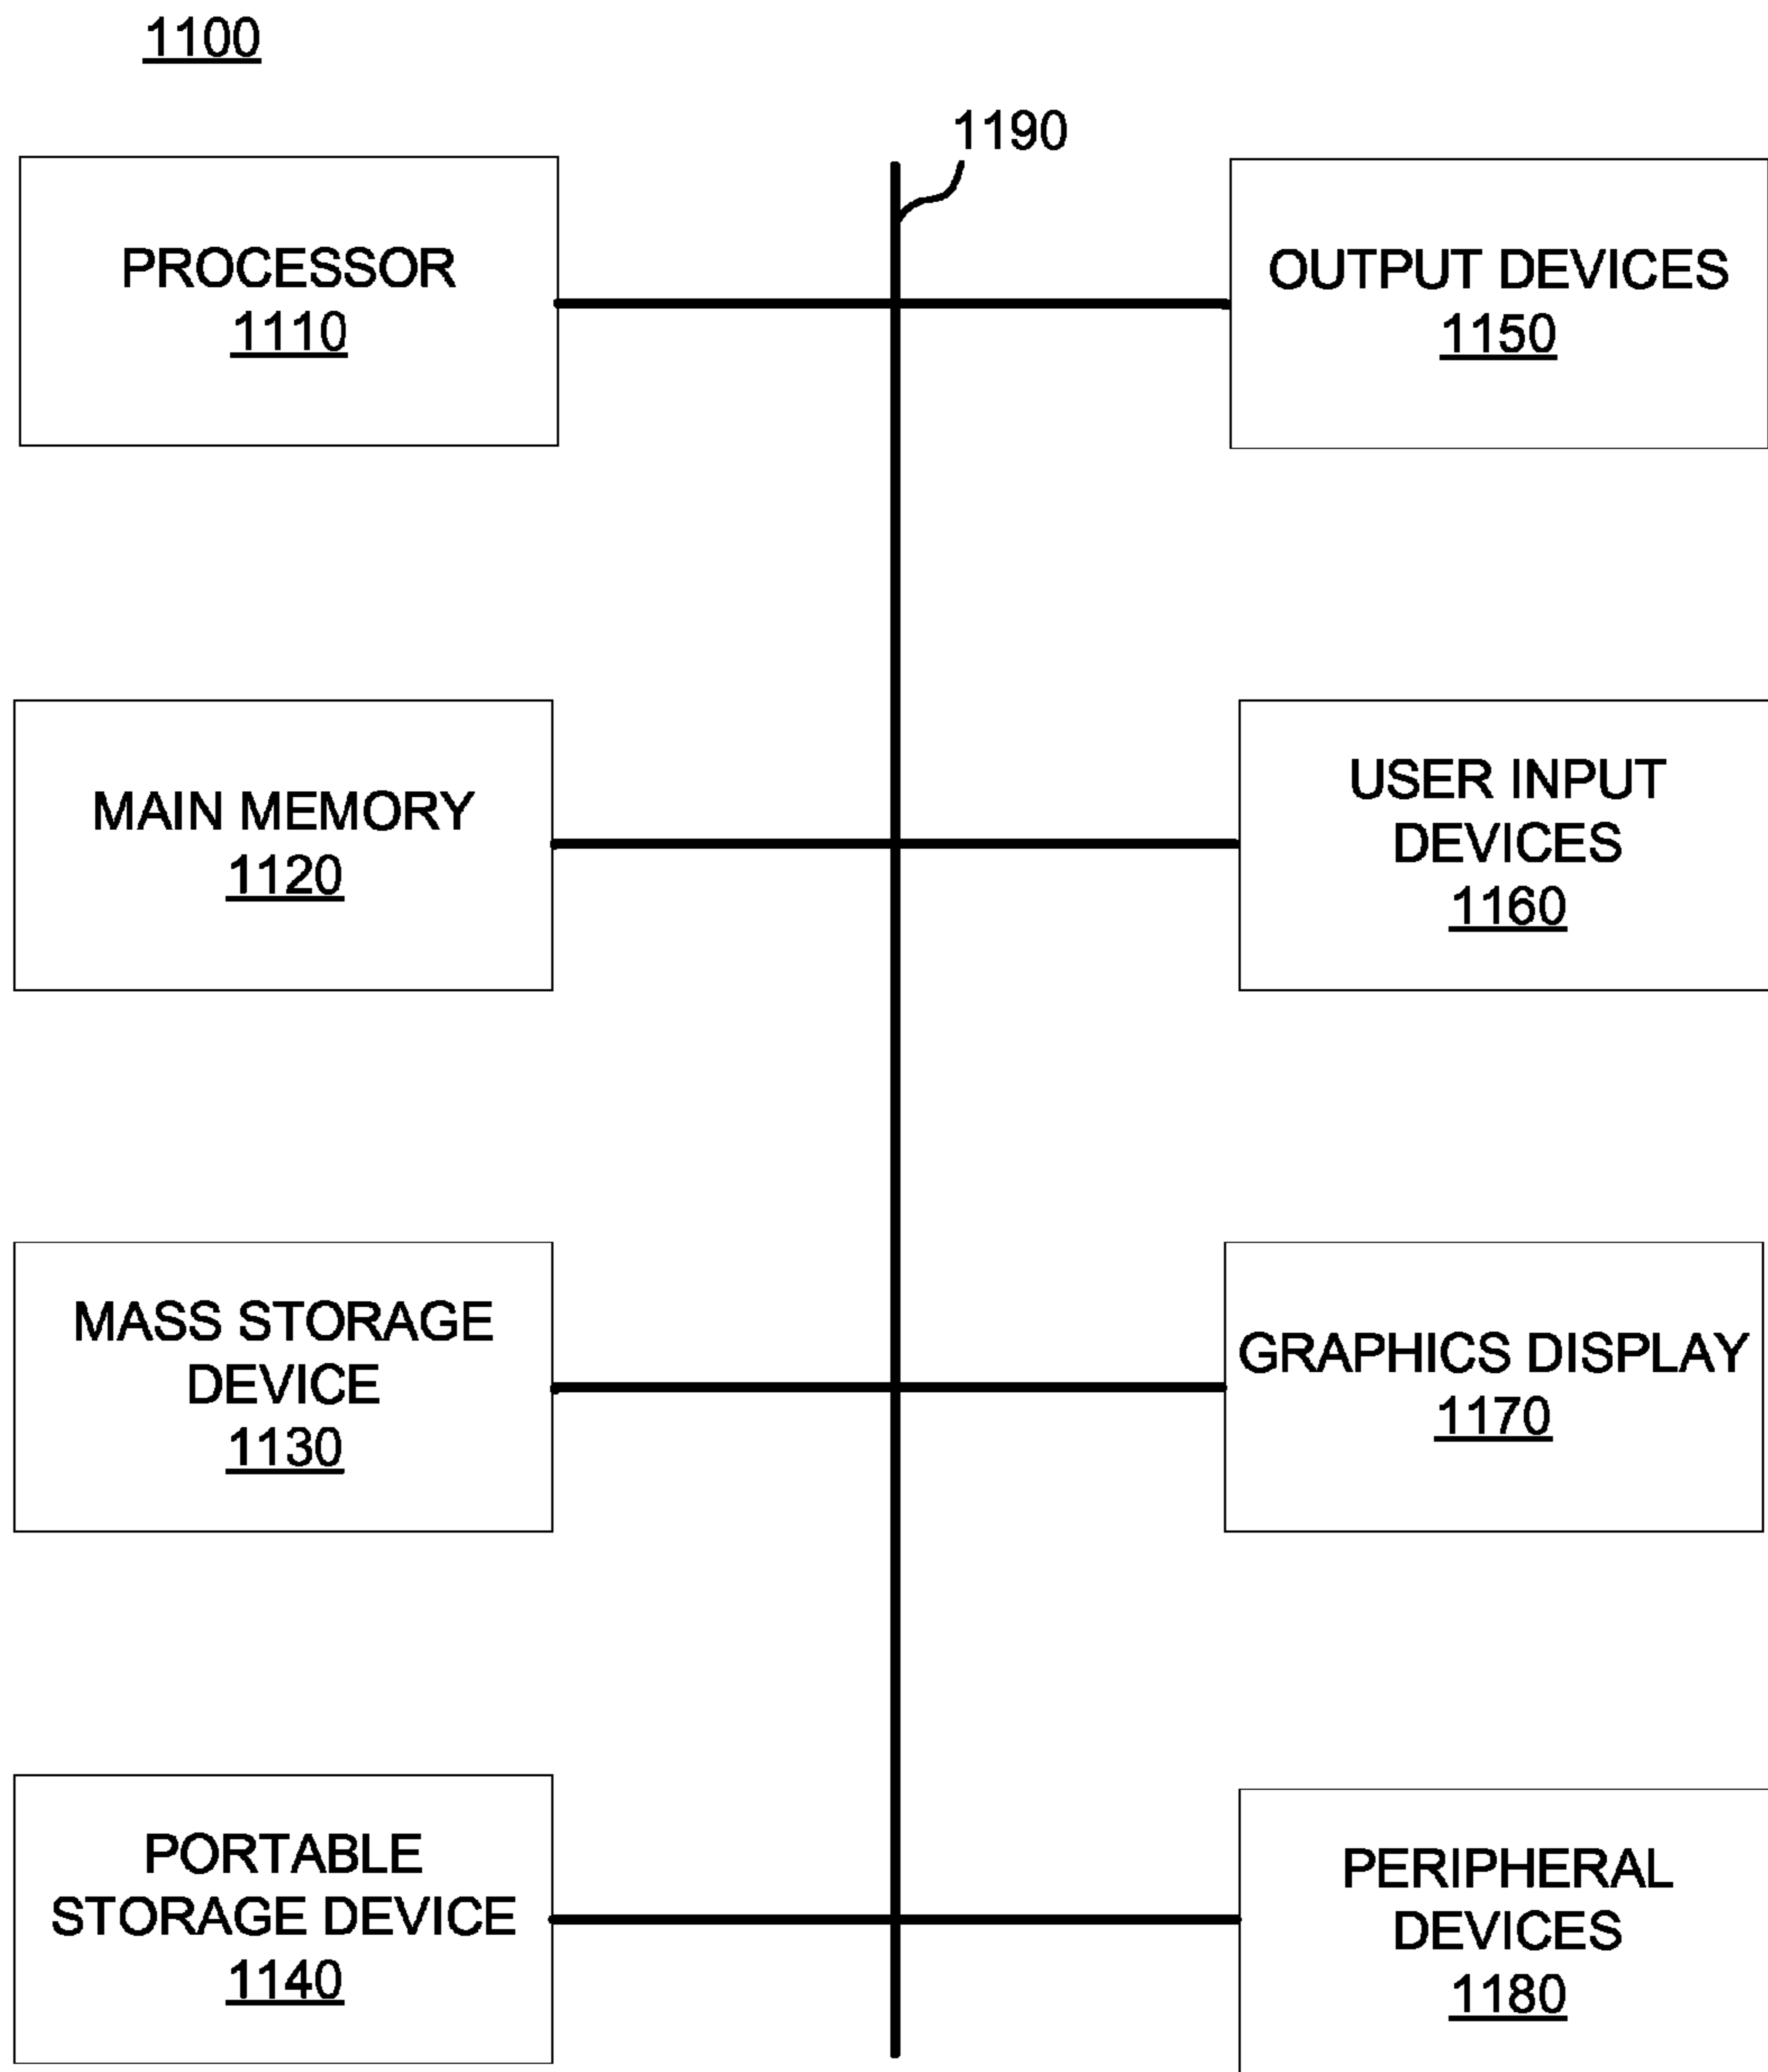 1100
1190
PROCESSOR
1110
OUTPUT DEVICES
1150
MAIN MEMORY
1120
USER INPUT
DEVICES
1160
MASS STORAGE
DEVICE
1130
GRAPHICS DISPLAY
1170
PORTABLE
STORAGE DEVICE
1140
PERIPHERAL
DEVICES
1180